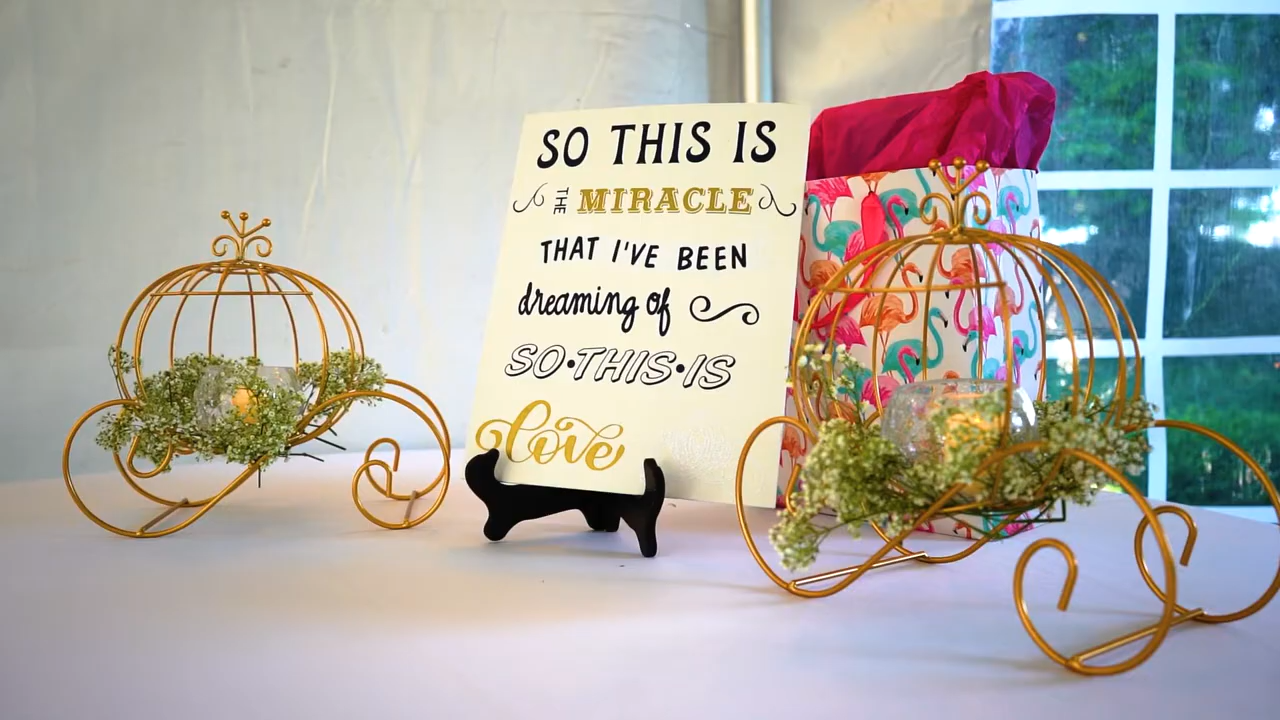 SO THIS IS
THE MIRACLE
THAT I'VE BEEN
dreaming of
SO•THIS•IS
love